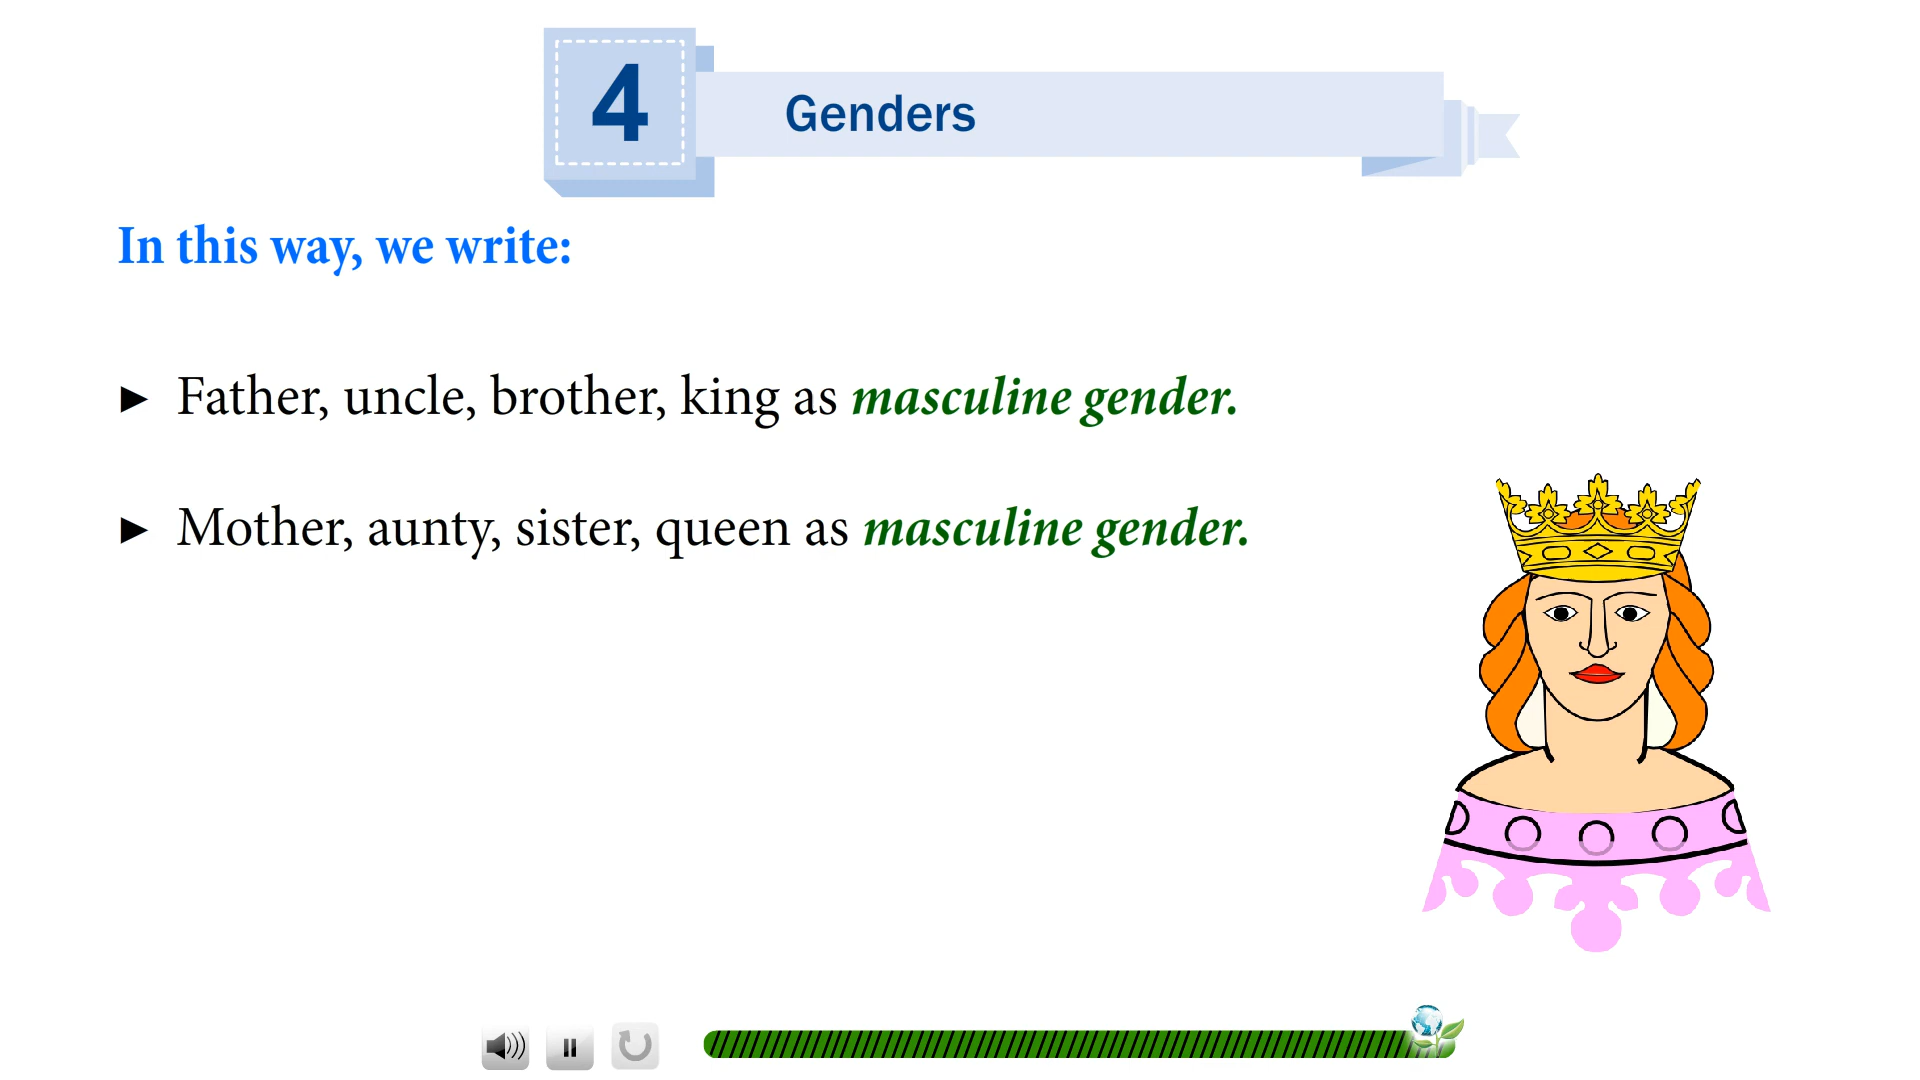 4
Genders
In this way, we write:
► Father, uncle, brother, king as masculine gender.
► Mother, aunty, sister, queen as masculine gender.